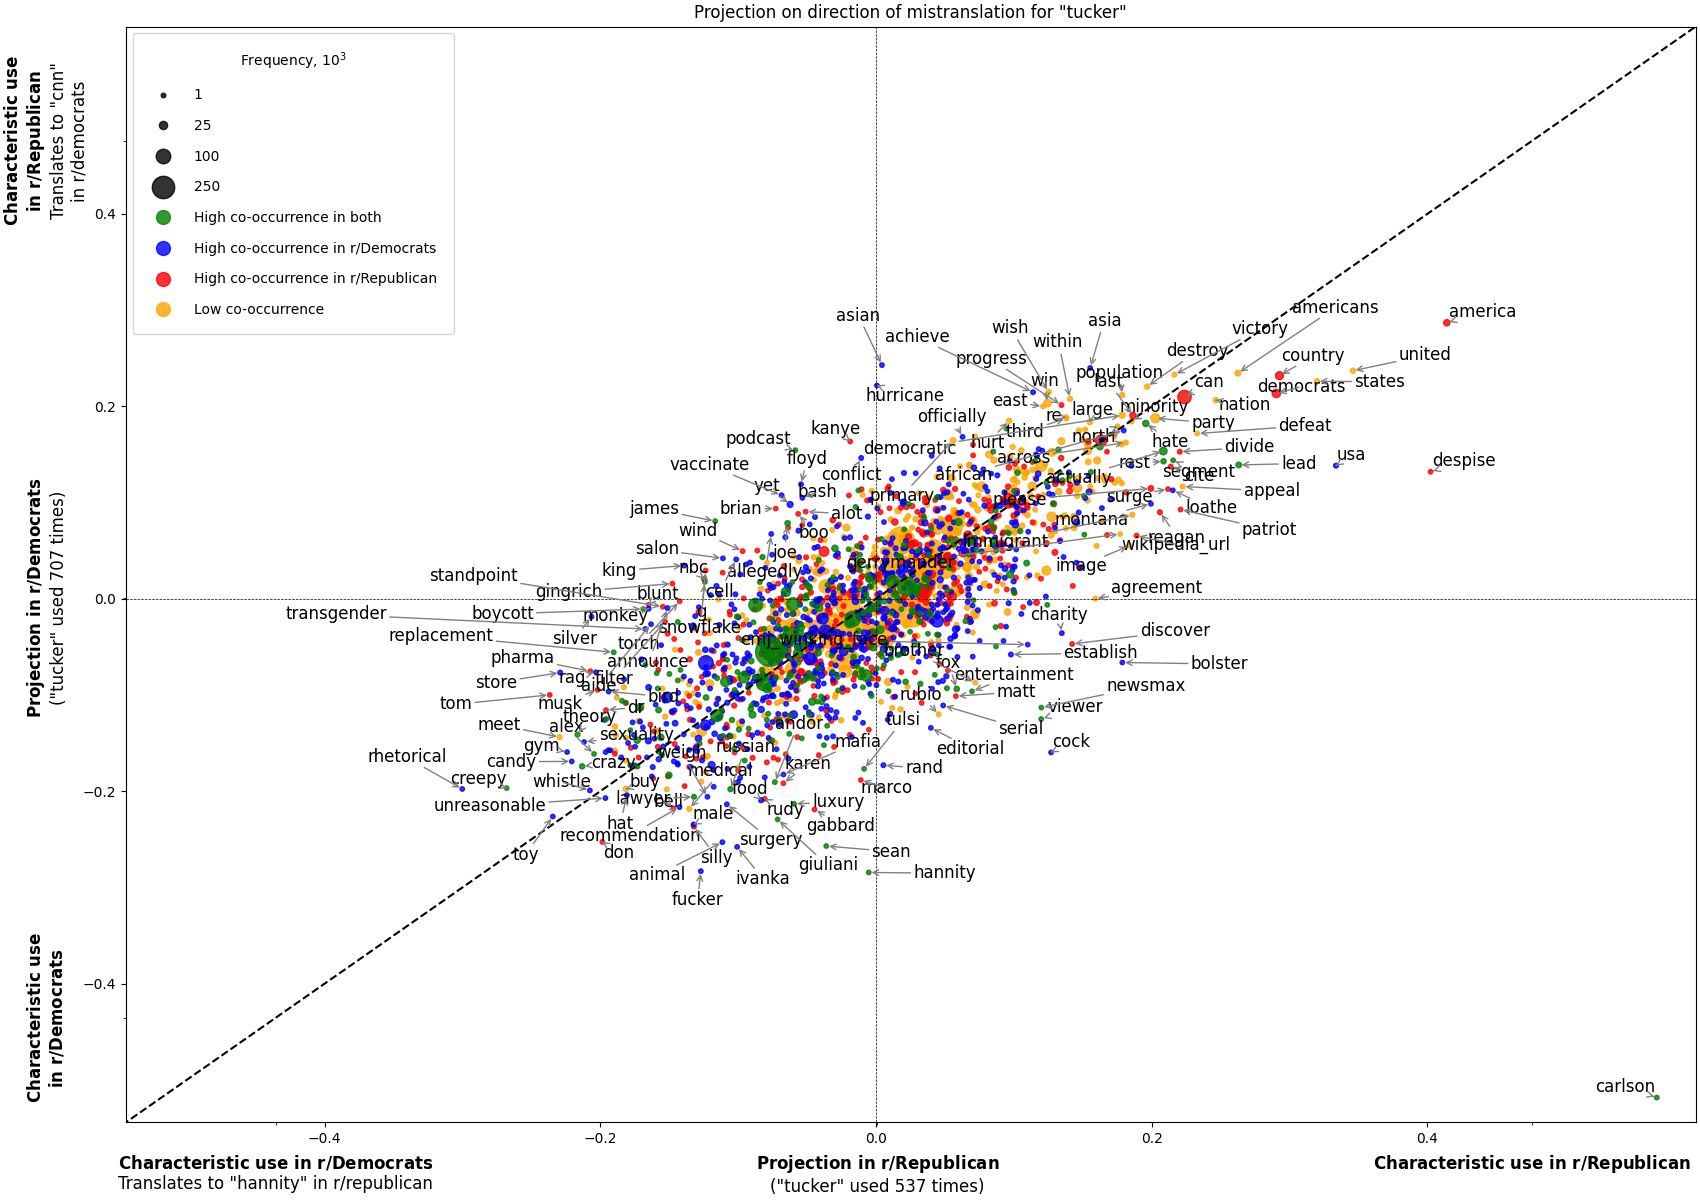 Projection on direction of mistranslation for "tucker"
Frequency, 10³
1
25
100
250
High co-occurrence in both
High co-occurrence in r/Democrats
High co-occurrence in r/Republican
Low co-occurrence
Characteristic use
in r/Republican
Translates to "cnn"
in r/democrats
Projection in r/Democrats
("tucker" used 707 times)
Characteristic use
in r/Democrats
0.4
0.2
0.0
−0.2
−0.4
asian
achieve
wish
within
asia
americans
america
victory
progress
destroy
country
united
population
win
last
can
democrats
states
hurricane
east
re
large
minority
nation
officially
party
defeat
kanye
third
podcast
democratic
hurt
north
hate
divide
floyd
across
usa
vaccinate
conflict
african
rest
segment
lead
despise
yet
bash
actually
cite
appeal
james
brian
alot
primary
please
surge
loathe
wind
boo
montana
patriot
salon
joe
immigrant
reagan
wikipedia_url
king
nbc
allegedly
gerrymander
image
standpoint
gingrich
blunt
cell
agreement
transgender
boycott
monkey
g
charity
replacement
silver
torch
snowflake
emj_winking_face
discover
pharma
announce
brother
establish
bolster
store
rag
filter
aide
fox
entertainment
newsmax
tom
musk
bird
rubio
matt
viewer
meet
theory
dr
alex
andor
tulsi
serial
gym
sexuality
russian
mafia
editorial
cock
rhetorical
candy
crazy
weigh
karen
rand
creepy
whistle
buy
medical
food
marco
unreasonable
lawyer
bell
rudy
luxury
hat
male
gabbard
recommendation
surgery
toy
don
silly
giuliani
sean
animal
ivanka
hannity
fucker
carlson
−0.4
−0.2
0.0
0.2
0.4
Characteristic use in r/Democrats
Translates to "hannity" in r/republican
Projection in r/Republican
("tucker" used 537 times)
Characteristic use in r/Republican